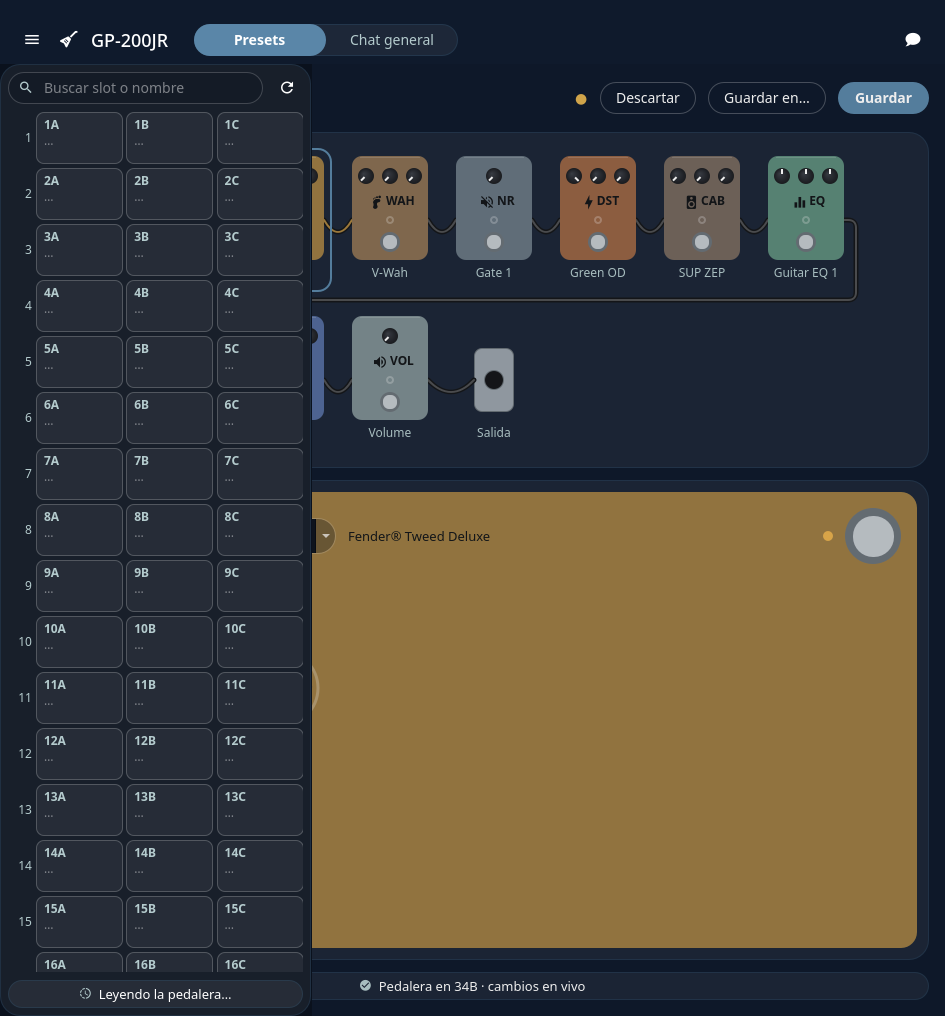 GP-200JR
Presets
Chat general
Buscar slot o nombre
Descartar
Guardar en...
Guardar
1
1A
...
1B
...
1C
...
2
2A
...
2B
...
2C
...
3
3A
...
3B
...
3C
...
4
4A
...
4B
...
4C
...
5
5A
...
5B
...
5C
...
6
6A
...
6B
...
6C
...
7
7A
...
7B
...
7C
...
8
8A
...
8B
...
8C
...
9
9A
...
9B
...
9C
...
10
10A
...
10B
...
10C
...
11
11A
...
11B
...
11C
...
12
12A
...
12B
...
12C
...
13
13A
...
13B
...
13C
...
14
14A
...
14B
...
14C
...
15
15A
...
15B
...
15C
...
16A
16B
16C
Leyendo la pedalera...
WAH
V-Wah
NR
Gate 1
DST
Green OD
CAB
SUP ZEP
EQ
Guitar EQ 1
VOL
Volume
Salida
Fender® Tweed Deluxe
Pedalera en 34B · cambios en vivo